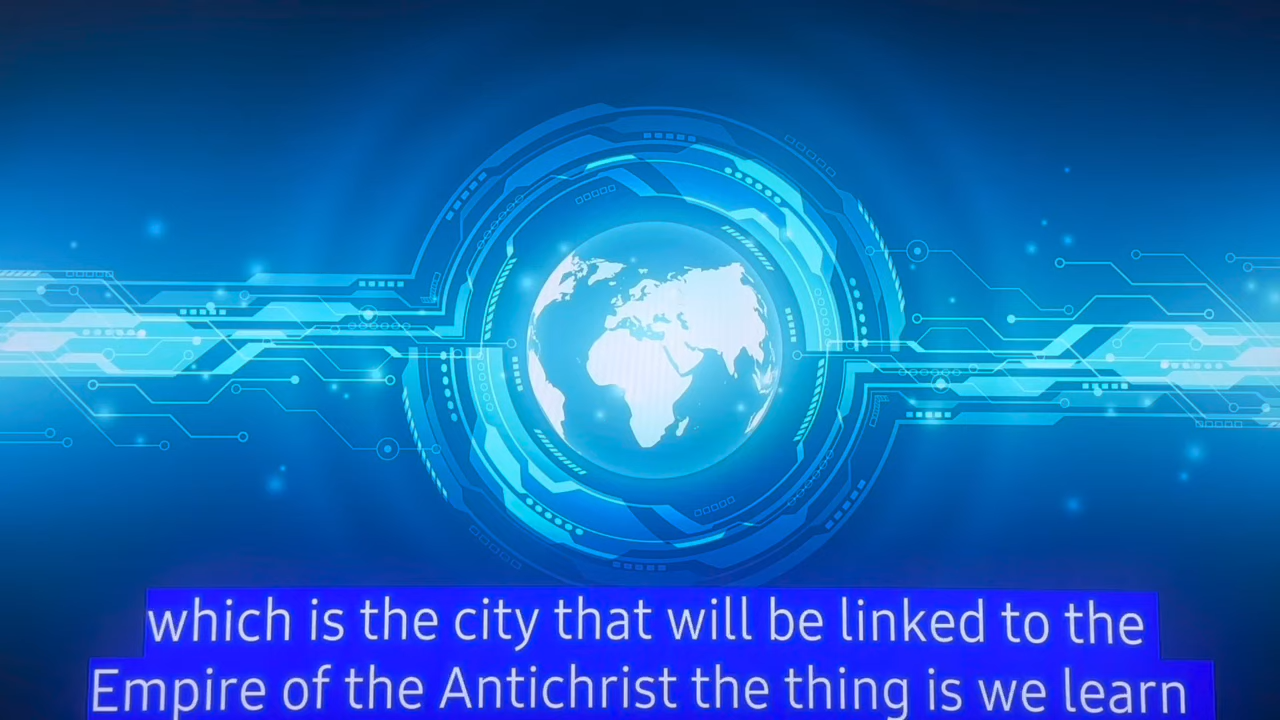 which is the city that will be linked to the
Empire of the Antichrist the thing is we learn